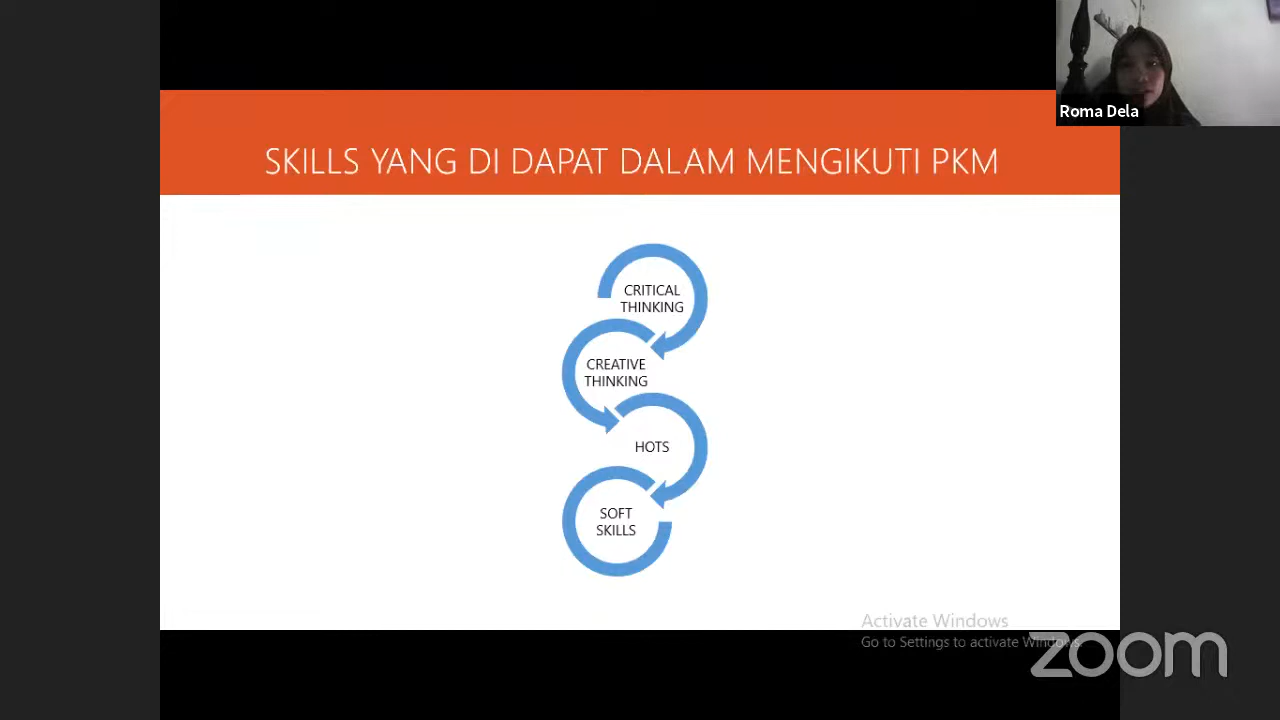 Roma Dela
SKILLS YANG DI DAPAT DALAM MENGIKUTI PKM
CRITICAL
THINKING
CREATIVE
THINKING
HOTS
SOFT
SKILLS
Activate Windows
Go to Settings to activate Windows.
zoom